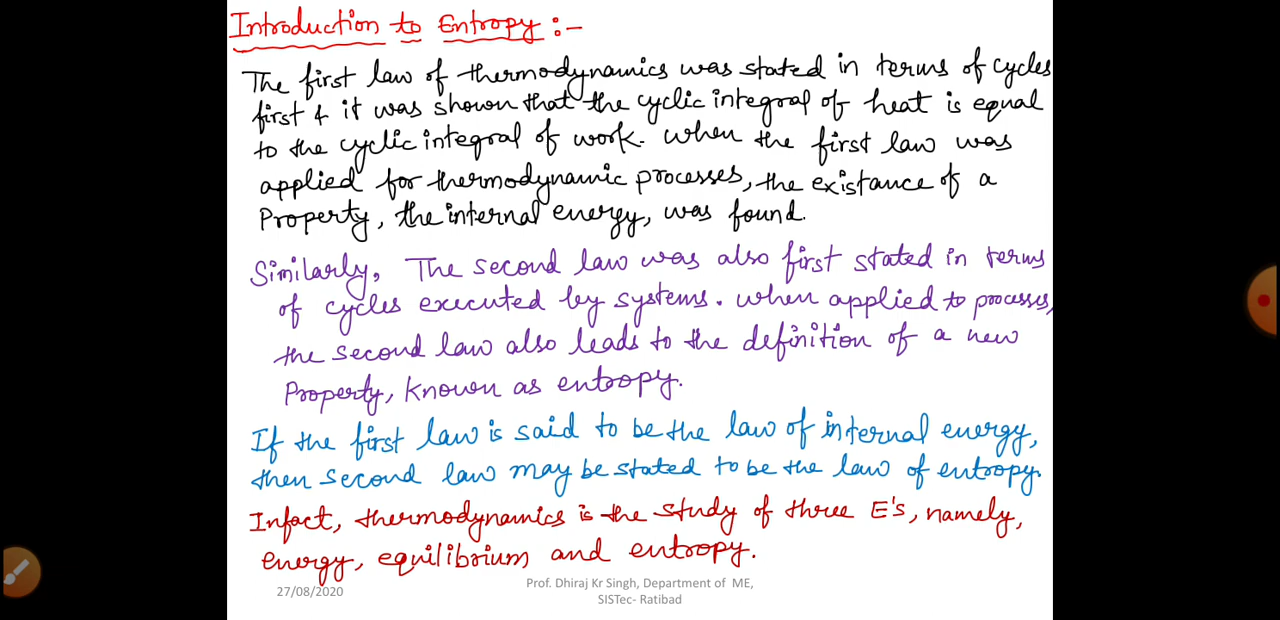 Introduction to Entropy :-
The first law of thermodynamics was stated in terms of cycles
first & it was shown that the cyclic integral of heat is equal
to the cyclic integral of work. When the first law was
applied for thermodynamic processes, the existance of a
Property, the internal energy, was found.
Similarly, The second law was also first stated in terms
of cycles executed by systems. When applied to processes,
the second law also leads to the definition of a new
Property, known as entropy.
If the first law is said to be the law of internal energy,
then second law may be stated to be the law of entropy.
Infact, thermodynamics is the study of three E's, namely,
energy, equilibrium and entropy.
27/08/2020
Prof. Dhiraj Kr Singh, Department of ME,
SISTec- Ratibad